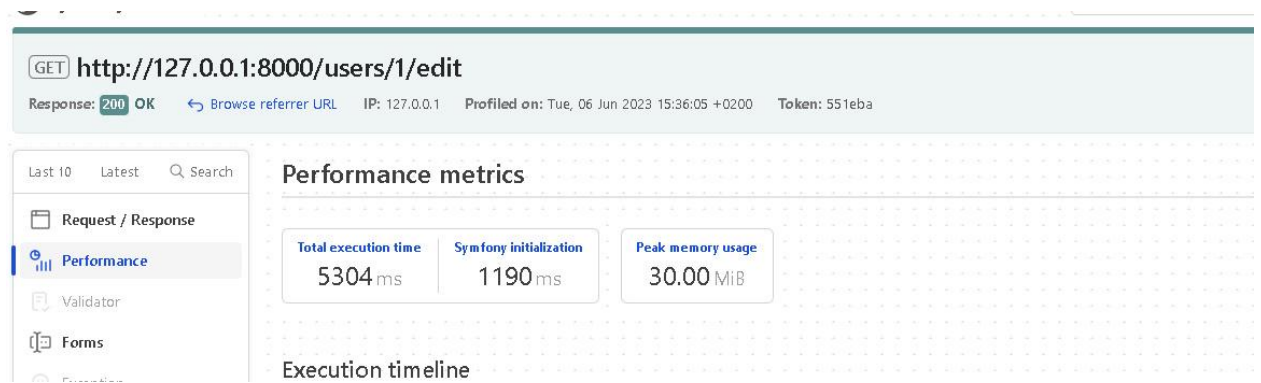 GET http://127.0.0.1:8000/users/1/edit
Response: 200 OK Browse referrer URL IP: 127.0.0.1 Profiled on: Tue, 06 Jun 2023 15:36:05 +0200 Token: 551eba
Last 10 Latest Search
Performance metrics
Request / Response
Performance
Validator
Forms
Total execution time
5304 ms
Symfony initialization
1190 ms
Peak memory usage
30.00 MiB
Execution timeline